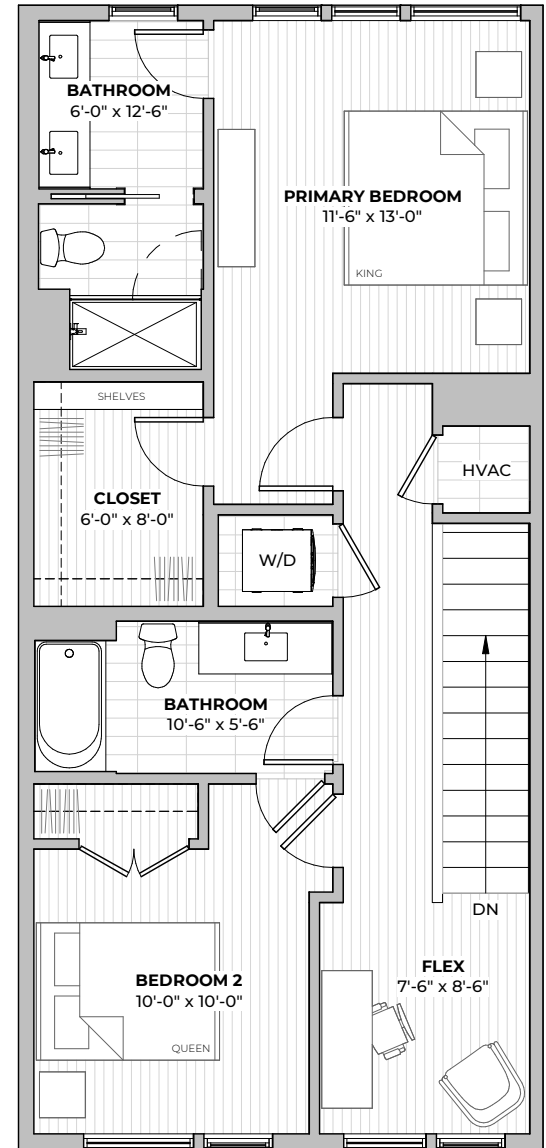 BATHROOM
6'-0" x 12'-6"
PRIMARY BEDROOM
11'-6" x 13'-0"
KING
SHELVES
CLOSET
6'-0" x 8'-0"
HVAC
W/D
BATHROOM
10'-6" x 5'-6"
DN
FLEX
7'-6" x 8'-6"
BEDROOM 2
10'-0" x 10'-0"
QUEEN